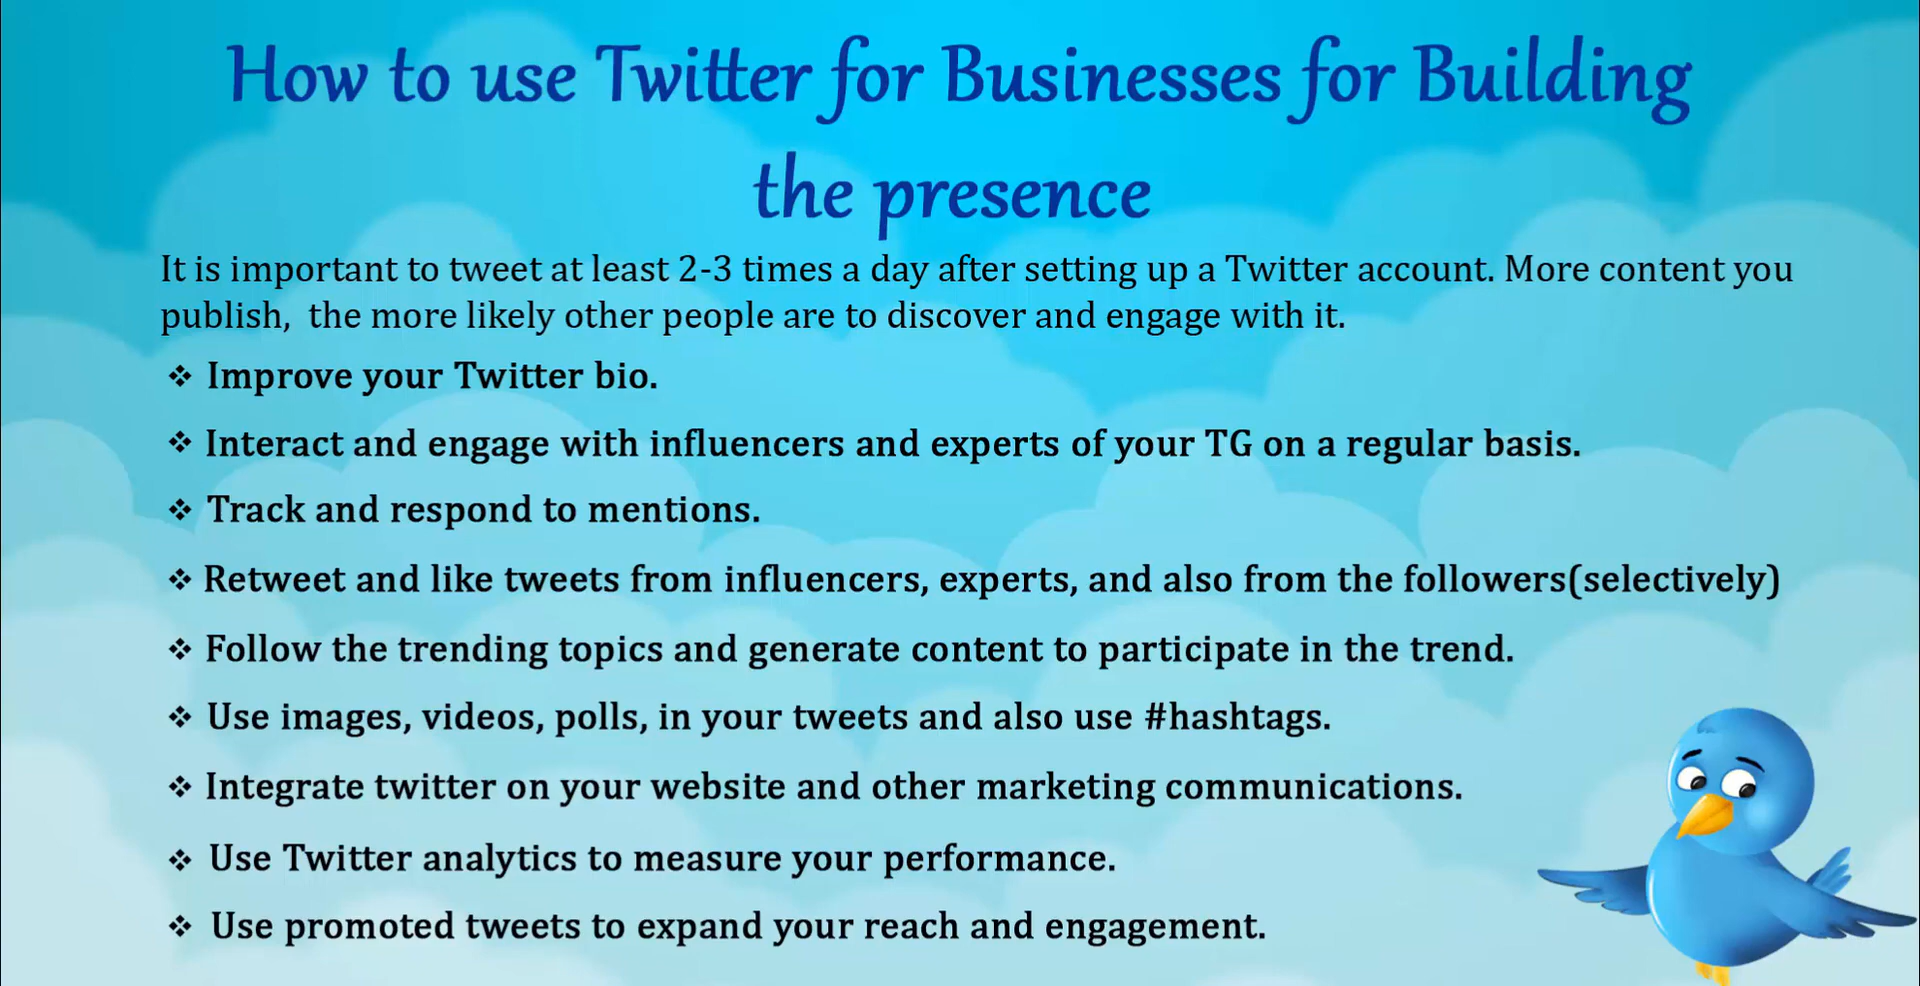 How to use Twitter for Businesses for Building
the presence
It is important to tweet at least 2-3 times a day after setting up a Twitter account. More content you
publish,  the more likely other people are to discover and engage with it.
❖ Improve your Twitter bio.
❖ Interact and engage with influencers and experts of your TG on a regular basis.
❖ Track and respond to mentions.
❖ Retweet and like tweets from influencers, experts, and also from the followers(selectively)
❖ Follow the trending topics and generate content to participate in the trend.
❖ Use images, videos, polls, in your tweets and also use #hashtags.
❖ Integrate twitter on your website and other marketing communications.
❖ Use Twitter analytics to measure your performance.
❖ Use promoted tweets to expand your reach and engagement.